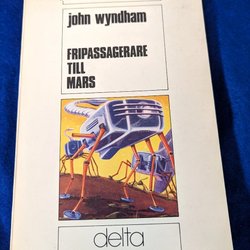 john wyndham
FRIPASSAGERARE
TILL
MARS
delta